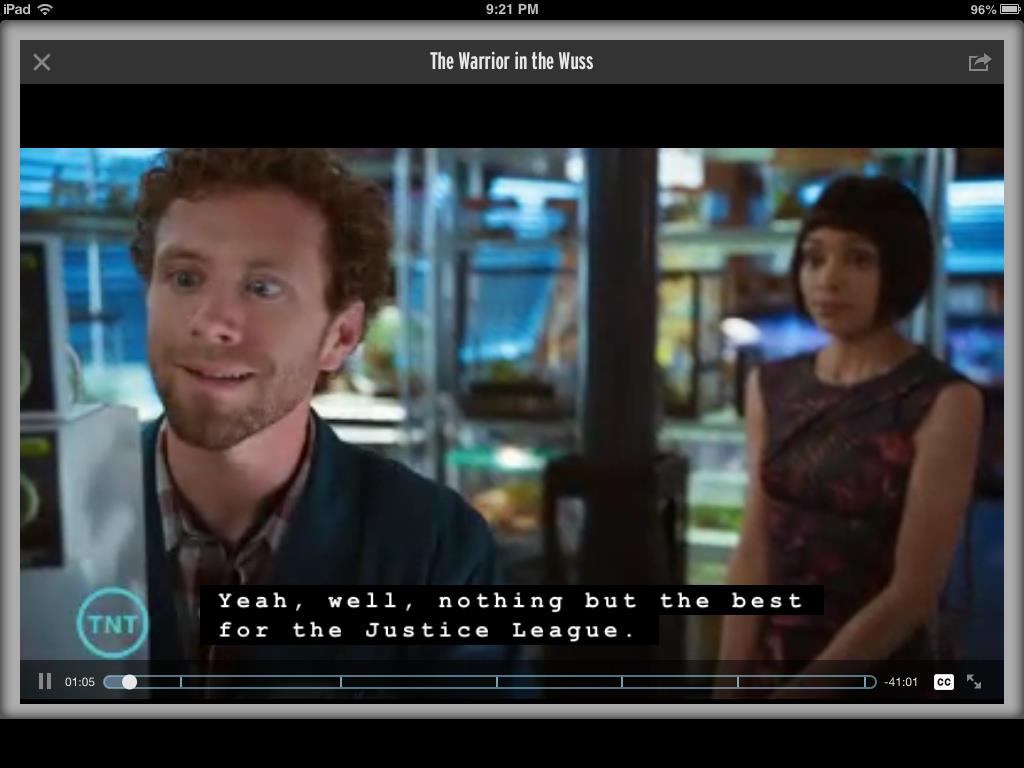 iPad 9:21 PM 96%
The Warrior in the Wuss
Yeah, well, nothing but the best
for the Justice League.
TNT
01:05 -41:01 CC